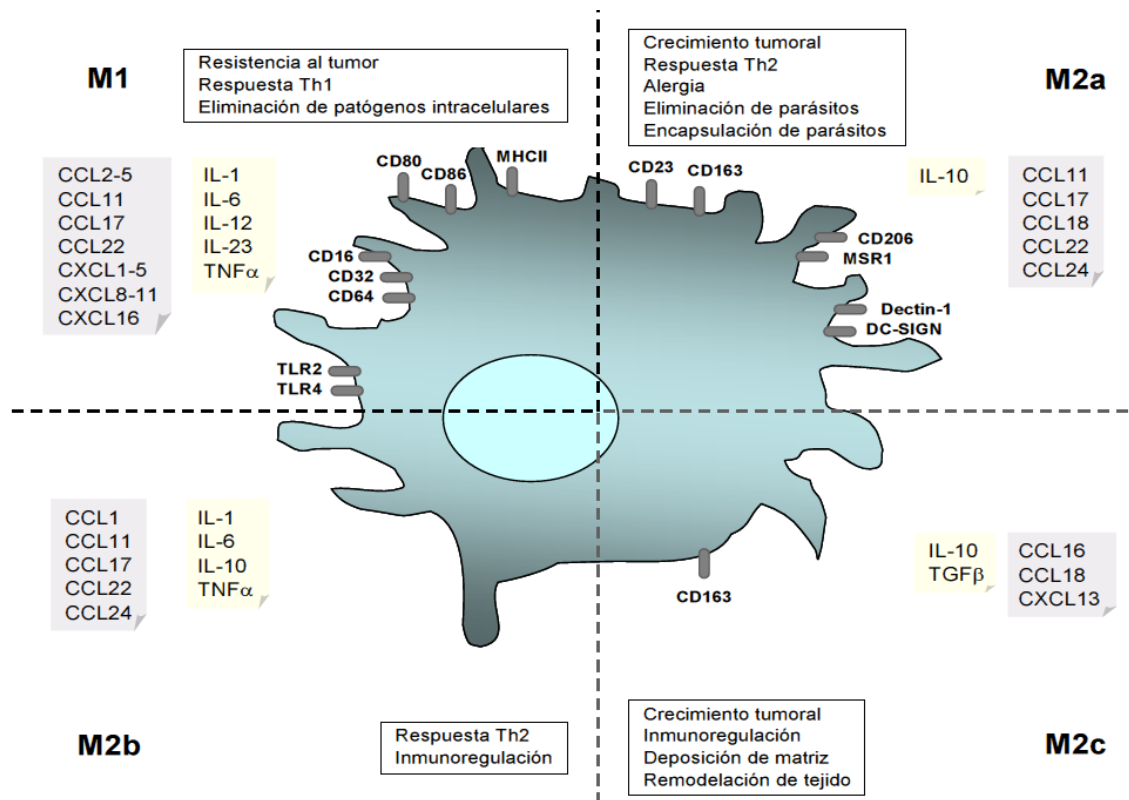 M1
Resistencia al tumor
Respuesta Th1
Eliminación de patógenos intracelulares
CCL2-5
CCL11
CCL17
CCL22
CXCL1-5
CXCL8-11
CXCL16
IL-1
IL-6
IL-12
IL-23
TNFα
CD80
CD86
MHCII
CD16
CD32
CD64
TLR2
TLR4
Crecimiento tumoral
Respuesta Th2
Alergia
Eliminación de parásitos
Encapsulación de parásitos
M2a
CD23
CD163
CD206
MSR1
Dectin-1
DC-SIGN
IL-10
CCL11
CCL17
CCL18
CCL22
CCL24
CCL1
CCL11
CCL17
CCL22
CCL24
IL-1
IL-6
IL-10
TNFα
M2b
Respuesta Th2
Inmunoregulación
CD163
IL-10
TGFβ
CCL16
CCL18
CXCL13
Crecimiento tumoral
Inmunoregulación
Deposición de matriz
Remodelación de tejido
M2c